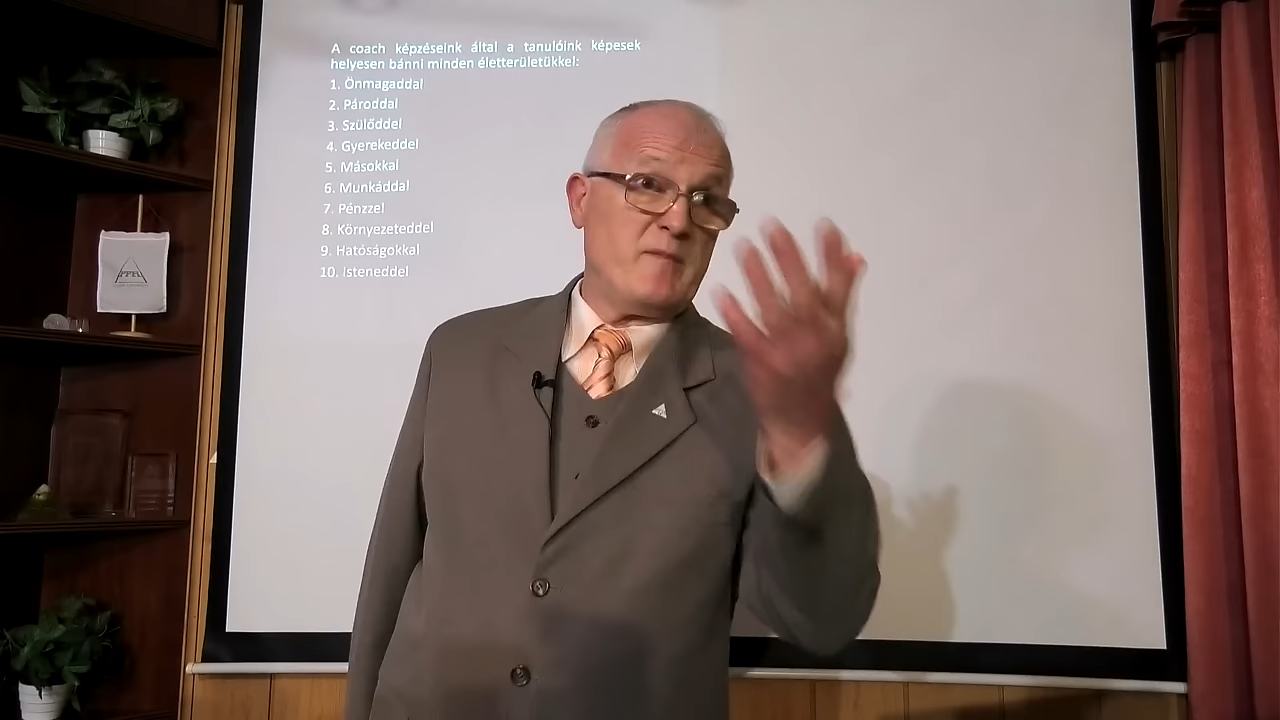 A coach képzéseink által a tanulóink képesek
helyesen bánni minden életterületükkel:
1. Önmagaddal
2. Pároddal
3. Szülőddel
4. Gyerekeddel
5. Másokkal
6. Munkáddal
7. Pénzzel
8. Környezeteddel
9. Hatóságokkal
10. Isteneddel